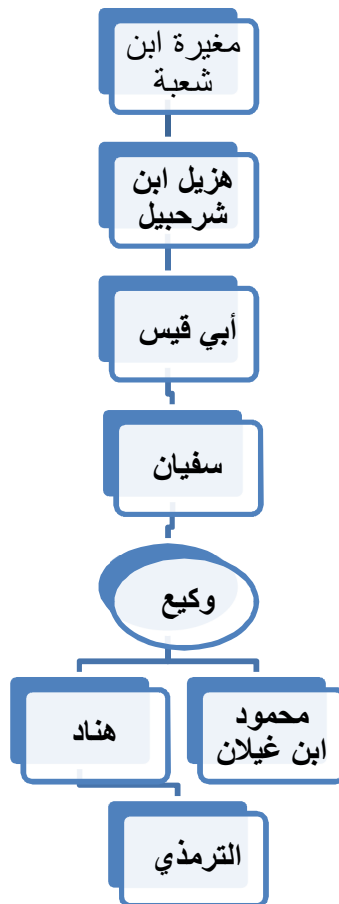 مغيرة ابن
شعبة
هزيل ابن
شرحبيل
أبي قيس
سفيان
وكيع
محمود
ابن غيلان
هناد
الترمذي